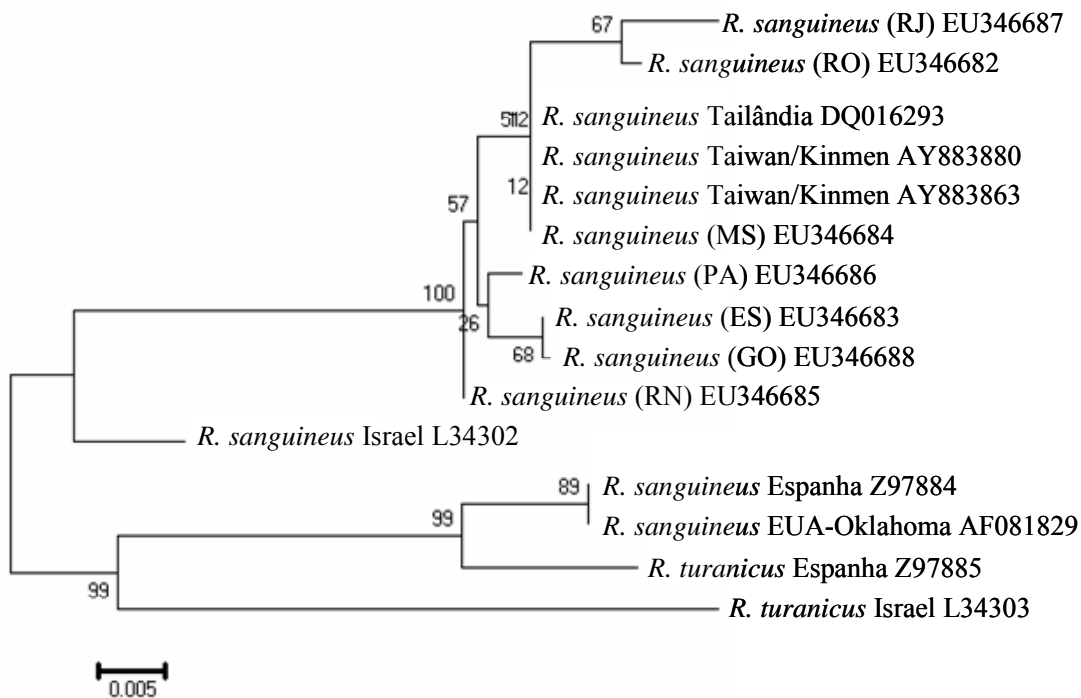 67
R. sanguineus (RJ) EU346687
R. sanguineus (RO) EU346682
R. sanguineus Tailândia DQ016293
R. sanguineus Taiwan/Kinmen AY883880
12
R. sanguineus Taiwan/Kinmen AY883863
57
R. sanguineus (MS) EU346684
R. sanguineus (PA) EU346686
100
26
R. sanguineus (ES) EU346683
68
R. sanguineus (GO) EU346688
R. sanguineus (RN) EU346685
R. sanguineus Israel L34302
89
R. sanguineus Espanha Z97884
99
R. sanguineus EUA-Oklahoma AF081829
R. turanicus Espanha Z97885
99
R. turanicus Israel L34303
0.005